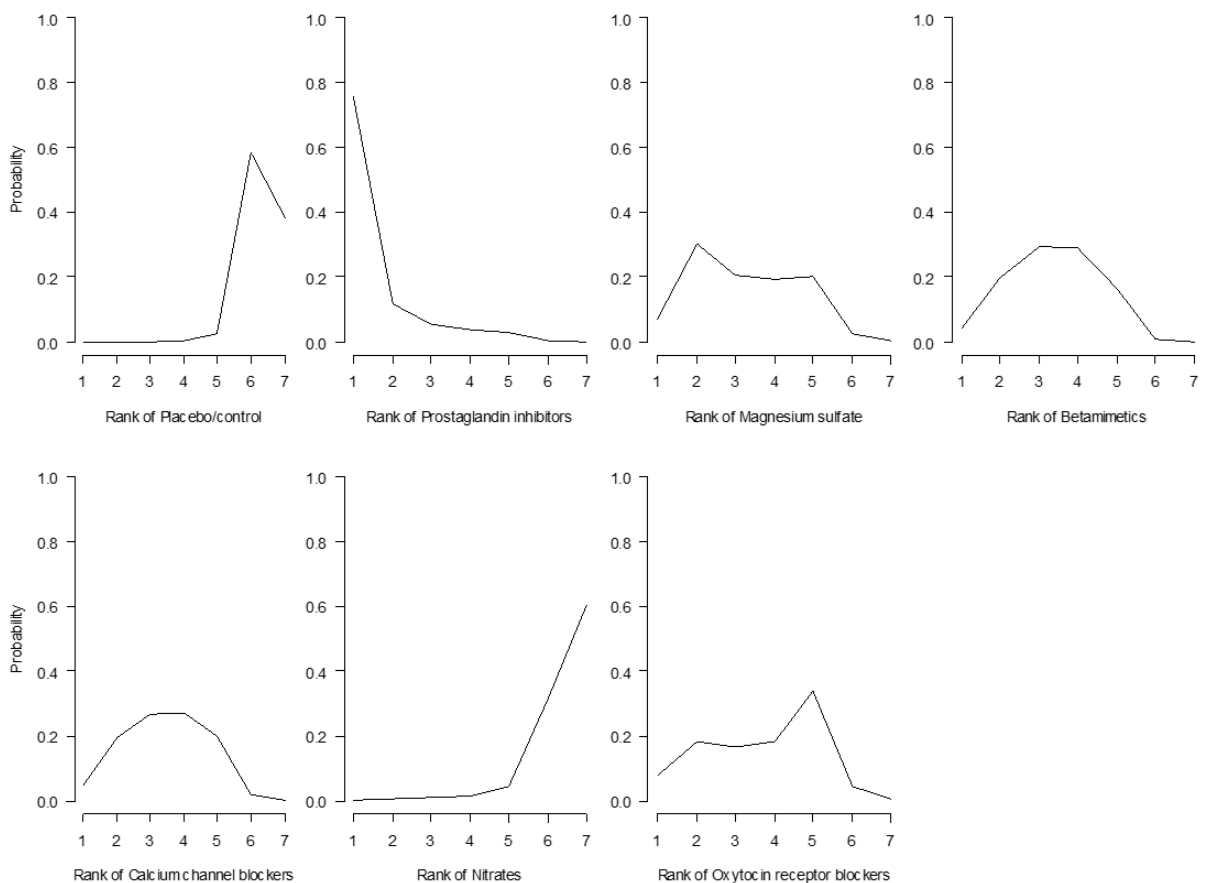 1.0 1.0 1.0 1.0
0.8 0.8 0.8 0.8
0.6 0.6 0.6 0.6
Probability
0.4 0.4 0.4 0.4
0.2 0.2 0.2 0.2
0.0 0.0 0.0 0.0
1 2 3 4 5 6 7 1 2 3 4 5 6 7 1 2 3 4 5 6 7 1 2 3 4 5 6 7
Rank of Placebo/control Rank of Prostaglandin inhibitors Rank of Magnesium sulfate Rank of Betamimetics
1.0 1.0 1.0
0.8 0.8 0.8
0.6 0.6 0.6
Probability
0.4 0.4 0.4
0.2 0.2 0.2
0.0 0.0 0.0
1 2 3 4 5 6 7 1 2 3 4 5 6 7 1 2 3 4 5 6 7
Rank of Calcium channel blockers Rank of Nitrates Rank of Oxytocin receptor blockers